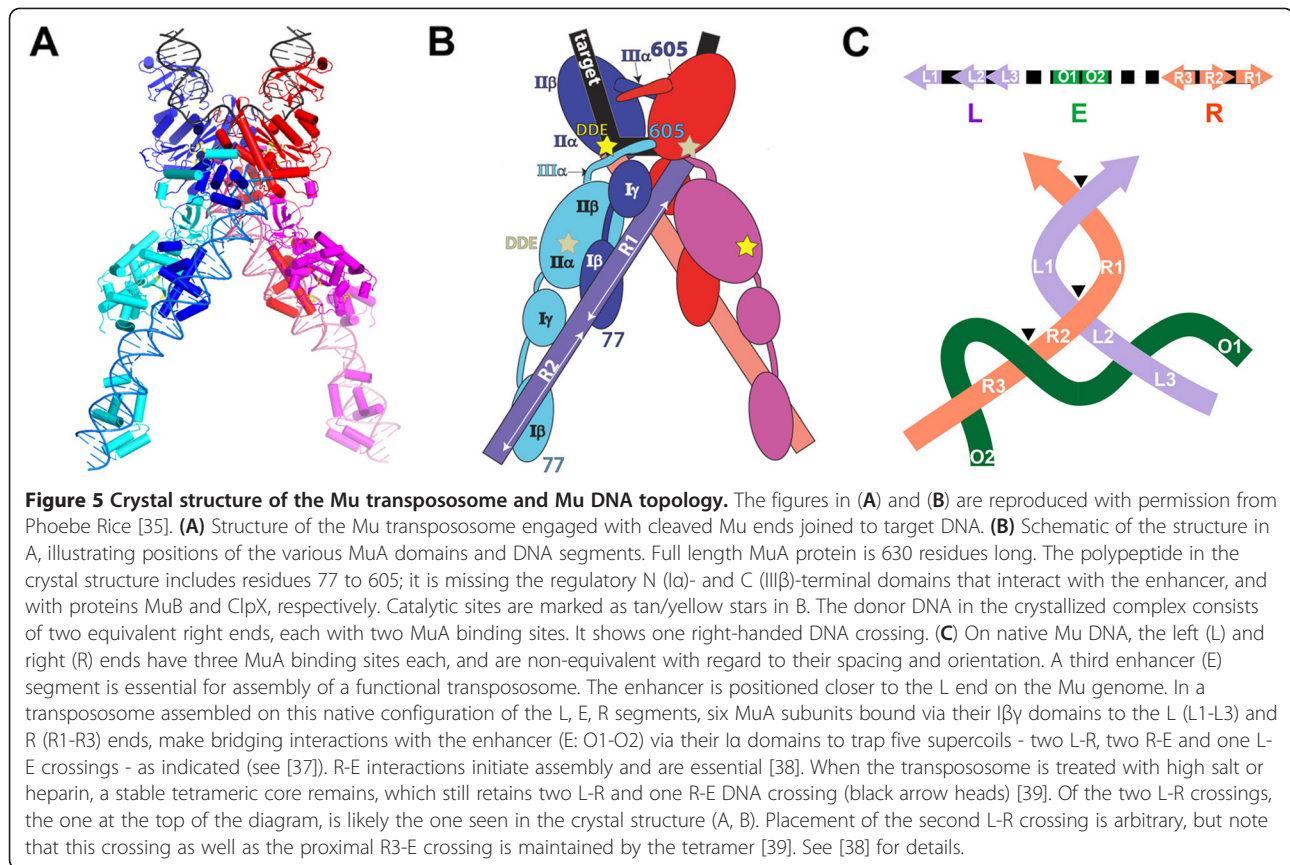 A
B
C
target
IIIα 605
IIβ
DDE
605
IIα
IIIα
Iγ
IIβ
DDE
R1
Iβ
IIα
Iγ
77
R2
Iβ
77
L1 L2 L3 O1 O2 R3 R2 R1
L E R
L1 R1
R2 L2
O1
R3 L3
O2
Figure 5 Crystal structure of the Mu transpososome and Mu DNA topology. The figures in (A) and (B) are reproduced with permission from
Phoebe Rice [35]. (A) Structure of the Mu transpososome engaged with cleaved Mu ends joined to target DNA. (B) Schematic of the structure in
A, illustrating positions of the various MuA domains and DNA segments. Full length MuA protein is 630 residues long. The polypeptide in the
crystal structure includes residues 77 to 605; it is missing the regulatory N (Iα)- and C (IIIβ)-terminal domains that interact with the enhancer, and
with proteins MuB and ClpX, respectively. Catalytic sites are marked as tan/yellow stars in B. The donor DNA in the crystallized complex consists
of two equivalent right ends, each with two MuA binding sites. It shows one right-handed DNA crossing. (C) On native Mu DNA, the left (L) and
right (R) ends have three MuA binding sites each, and are non-equivalent with regard to their spacing and orientation. A third enhancer (E)
segment is essential for assembly of a functional transpososome. The enhancer is positioned closer to the L end on the Mu genome. In a
transpososome assembled on this native configuration of the L, E, R segments, six MuA subunits bound via their Iβγ domains to the L (L1-L3) and
R (R1-R3) ends, make bridging interactions with the enhancer (E: O1-O2) via their Iα domains to trap five supercoils - two L-R, two R-E and one L-
E crossings - as indicated (see [37]). R-E interactions initiate assembly and are essential [38]. When the transpososome is treated with high salt or
heparin, a stable tetrameric core remains, which still retains two L-R and one R-E DNA crossing (black arrow heads) [39]. Of the two L-R crossings,
the one at the top of the diagram, is likely the one seen in the crystal structure (A, B). Placement of the second L-R crossing is arbitrary, but note
that this crossing as well as the proximal R3-E crossing is maintained by the tetramer [39]. See [38] for details.